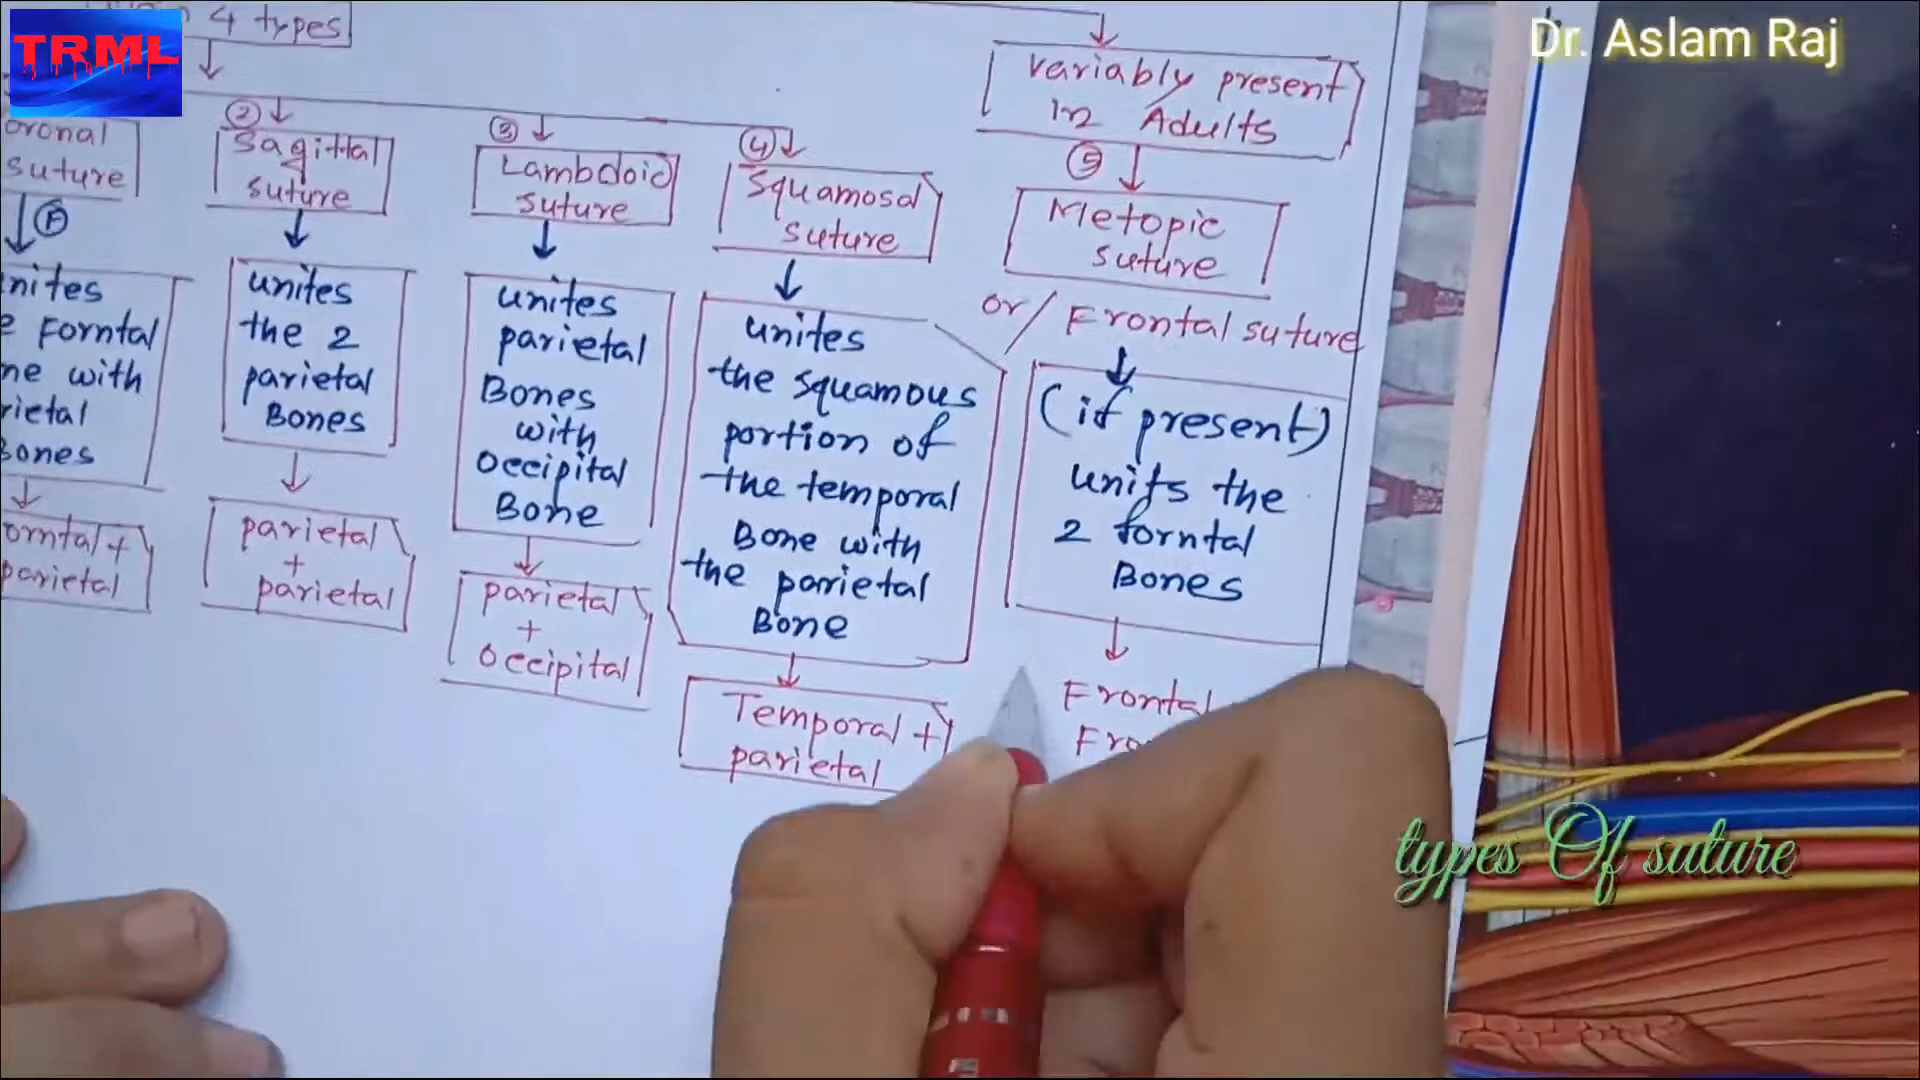 4 types
TRML
Dr. Aslam Raj
oronal
suture
F
nites
forntal
with
rietal
Bones
orntal +
parietal
2
Sagittal
suture
unites
the 2
parietal
Bones
parietal
+
parietal
3
Lambdoid
suture
unites
parietal
Bones
with
Occipital
Bone
parietal
+
Occipital
4
Squamosal
suture
unites
the squamous
portion of
the temporal
Bone with
the parietal
Bone
Temporal +
parietal
variably present
in Adults
5
Metopic
suture
or / Frontal suture
(if present)
units the
2 forntal
Bones
Frontal
Fro
types Of suture